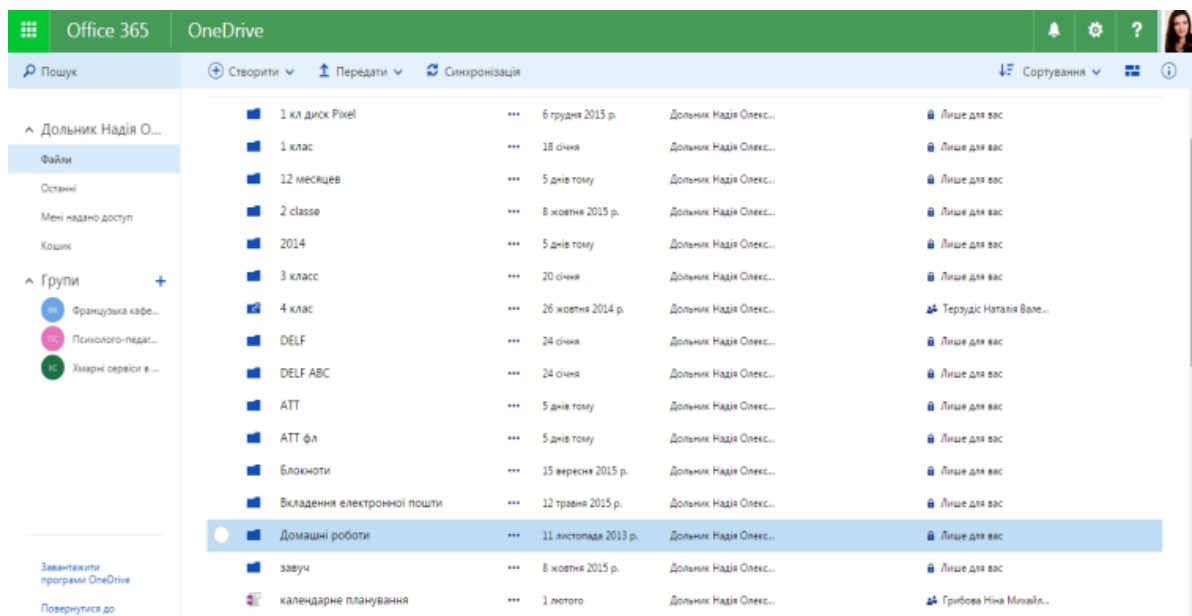 Office 365 OneDrive ?
Пошук Створити Передати Синхронізація Сортування
Дольник Надія О...
Файли
Останні
Мені надано доступ
Кошик
Групи +
ФК Французька кафе...
ПС Психолого-педаг...
ХС Хмарні сервіси в ...
Завантажити
програми OneDrive
Повернутися до
1 кл диск Pixel ••• 6 грудня 2015 р. Дольник Надія Олекс... Лише для вас
1 клас ••• 18 січня Дольник Надія Олекс... Лише для вас
12 месяцев ••• 5 днів тому Дольник Надія Олекс... Лише для вас
2 classe ••• 8 жовтня 2015 р. Дольник Надія Олекс... Лише для вас
2014 ••• 5 днів тому Дольник Надія Олекс... Лише для вас
3 класс ••• 20 січня Дольник Надія Олекс... Лише для вас
4 клас ••• 26 жовтня 2014 р. Дольник Надія Олекс... Терзудіс Наталія Вале...
DELF ••• 24 січня Дольник Надія Олекс... Лише для вас
DELF ABC ••• 24 січня Дольник Надія Олекс... Лише для вас
АТТ ••• 5 днів тому Дольник Надія Олекс... Лише для вас
АТТ фл ••• 5 днів тому Дольник Надія Олекс... Лише для вас
Блокноти ••• 15 вересня 2015 р. Дольник Надія Олекс... Лише для вас
Вкладення електронної пошти ••• 12 травня 2015 р. Дольник Надія Олекс... Лише для вас
Домашні роботи ••• 11 листопада 2013 р. Дольник Надія Олекс... Лише для вас
завуч ••• 8 жовтня 2015 р. Дольник Надія Олекс... Лише для вас
календарне планування ••• 1 лютого Дольник Надія Олекс... Грибова Ніна Михайл...